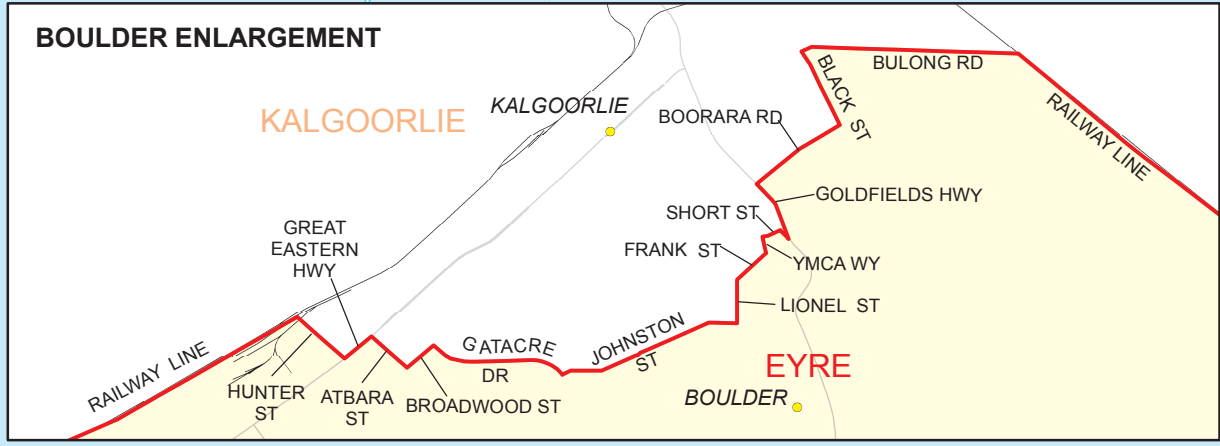 BOULDER ENLARGEMENT
KALGOORLIE
KALGOORLIE
BULONG RD
BLACK ST
RAILWAY LINE
BOORARA RD
GOLDFIELDS HWY
SHORT ST
GREAT
EASTERN
HWY
FRANK ST
YMCA WY
LIONEL ST
RAILWAY LINE
HUNTER
ST
ATBARA
ST
BROADWOOD ST
GATACRE
DR
JOHNSTON
ST
EYRE
BOULDER